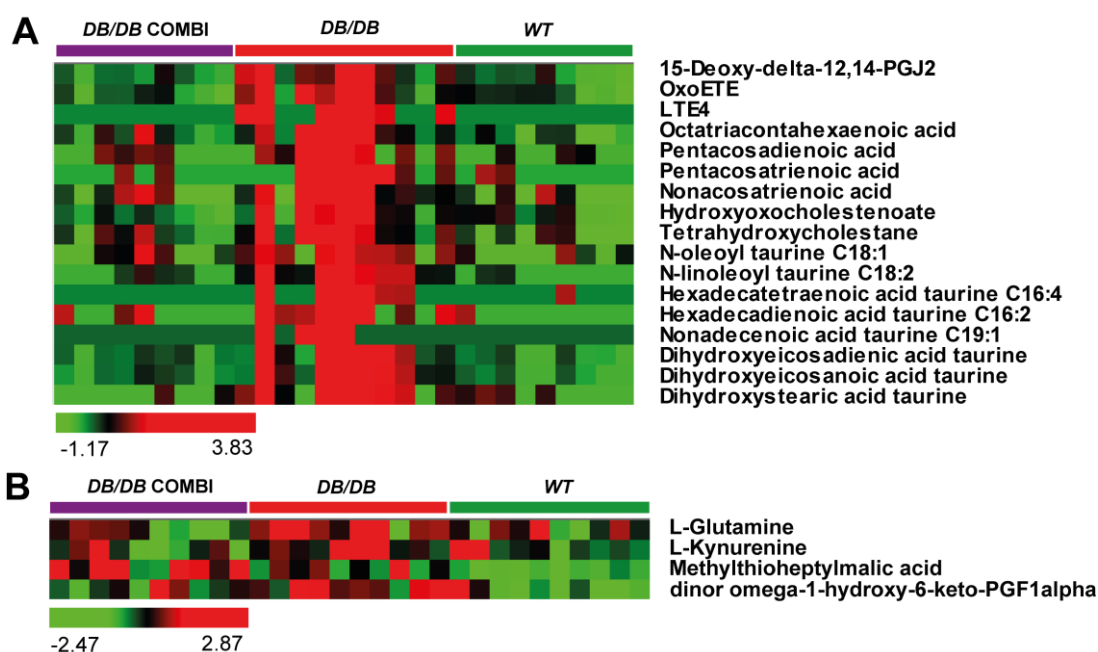 A
DB/DB COMBI DB/DB WT
15-Deoxy-delta-12,14-PGJ2
OxoETE
LTE4
Octatriacontahexaenoic acid
Pentacosadienoic acid
Pentacosatrienoic acid
Nonacosatrienoic acid
Hydroxyoxocholestenoate
Tetrahydroxycholestane
N-oleoyl taurine C18:1
N-linoleoyl taurine C18:2
Hexadecatetraenoic acid taurine C16:4
Hexadecadienoic acid taurine C16:2
Nonadecenoic acid taurine C19:1
Dihydroxyeicosadienic acid taurine
Dihydroxyeicosanoic acid taurine
Dihydroxystearic acid taurine
-1.17 3.83
B
DB/DB COMBI DB/DB WT
L-Glutamine
L-Kynurenine
Methylthioheptylmalic acid
dinor omega-1-hydroxy-6-keto-PGF1alpha
-2.47 2.87